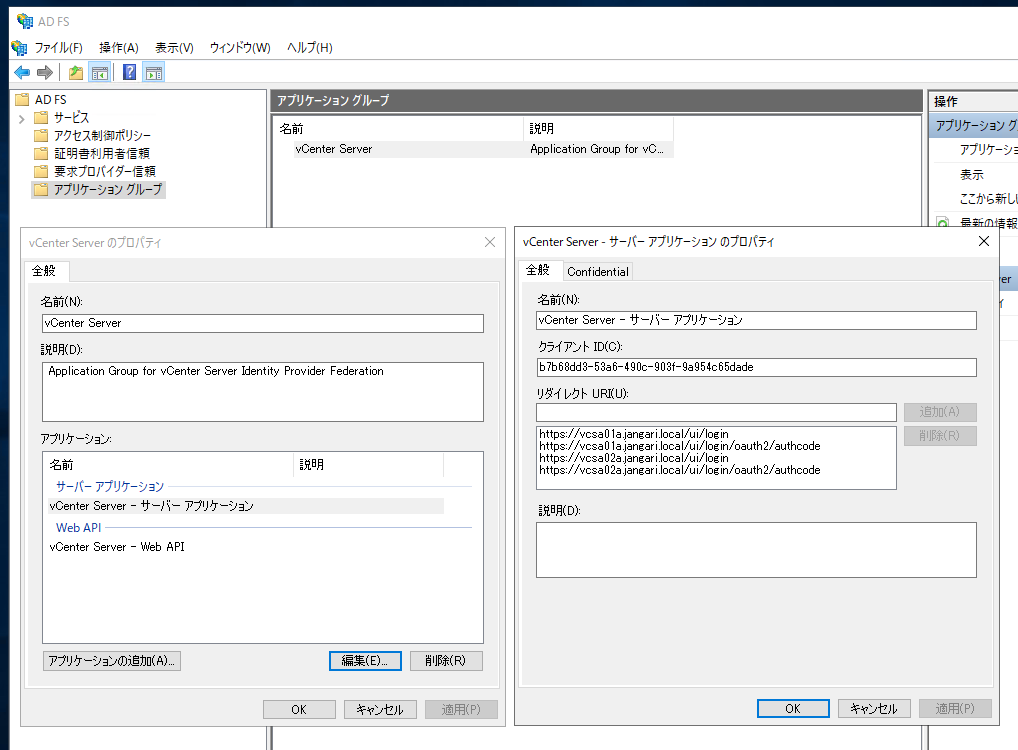 AD FS
ファイル(F) 操作(A) 表示(V) ウィンドウ(W) ヘルプ(H)
AD FS
サービス
アクセス制御ポリシー
証明書利用者信頼
要求プロバイダー信頼
アプリケーション グループ
アプリケーション グループ
名前 説明
vCenter Server Application Group for vC...
操作
アプリケーション グ
アプリケーショ
表示
ここから新し
最新の情報
er
vCenter Server のプロパティ
全般
名前(N):
vCenter Server
説明(D):
Application Group for vCenter Server Identity Provider Federation
アプリケーション:
名前 説明
サーバー アプリケーション
vCenter Server - サーバー アプリケーション
Web API
vCenter Server - Web API
アプリケーションの追加(A)... 編集(E)... 削除(R)
OK キャンセル 適用(P)
vCenter Server - サーバー アプリケーション のプロパティ
全般 Confidential
名前(N):
vCenter Server - サーバー アプリケーション
クライアント ID(C):
b7b68dd3-53a6-490c-903f-9a954c65dade
リダイレクト URI(U):
追加(A)
削除(R)
https://vcsa01a.jangari.local/ui/login
https://vcsa01a.jangari.local/ui/login/oauth2/authcode
https://vcsa02a.jangari.local/ui/login
https://vcsa02a.jangari.local/ui/login/oauth2/authcode
説明(D):
OK キャンセル 適用(P)